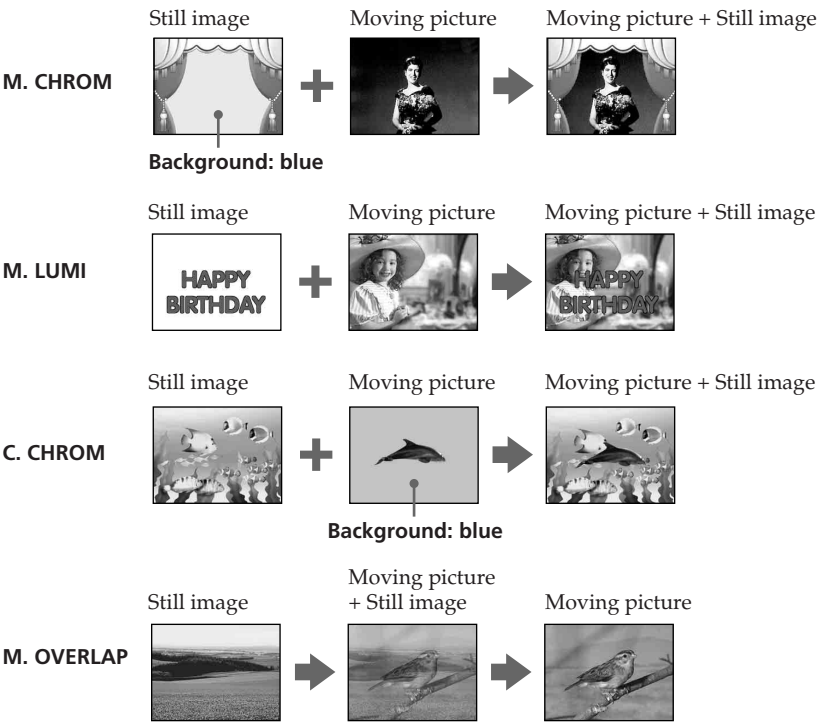 Still image
Moving picture
Moving picture + Still image
M. CHROM
Background: blue
Still image
Moving picture
Moving picture + Still image
M. LUMI
HAPPY
BIRTHDAY
HAPPY
BIRTHDAY
Still image
Moving picture
Moving picture + Still image
C. CHROM
Background: blue
Still image
Moving picture
+ Still image
Moving picture
M. OVERLAP